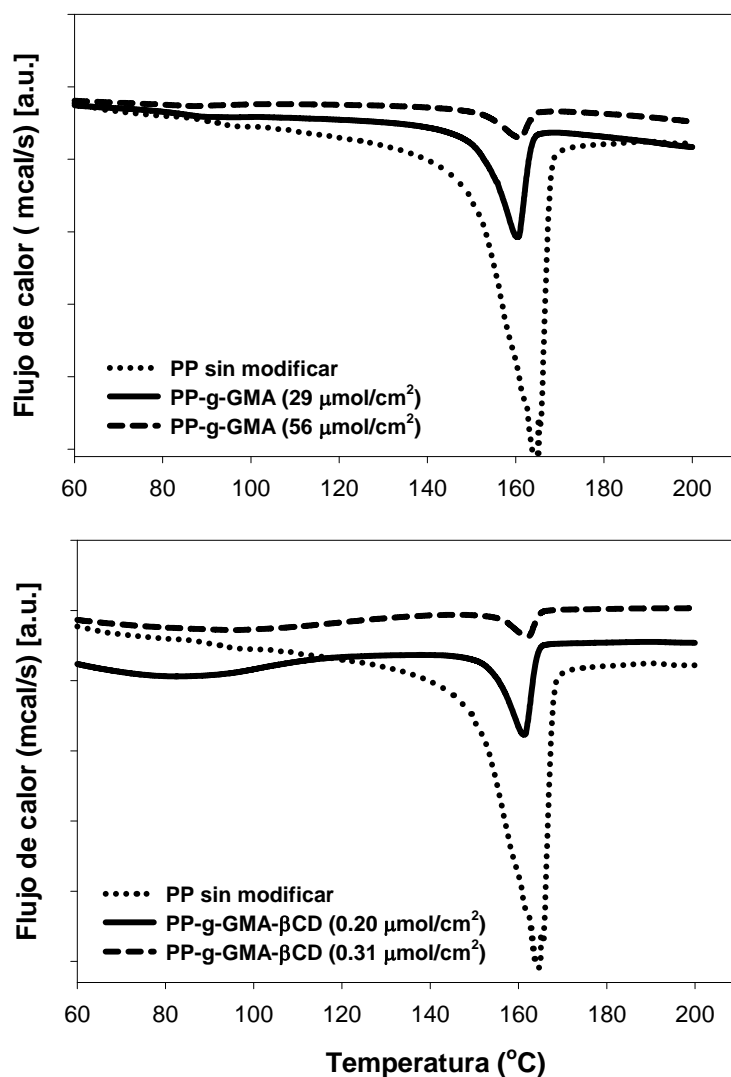 Flujo de calor ( mcal/s) [a.u.]
PP sin modificar
PP-g-GMA (29 μmol/cm²)
PP-g-GMA (56 μmol/cm²)
60 80 100 120 140 160 180 200
Flujo de calor (mcal/s) [a.u.]
PP sin modificar
PP-g-GMA-βCD (0.20 μmol/cm²)
PP-g-GMA-βCD (0.31 μmol/cm²)
60 80 100 120 140 160 180 200
Temperatura (°C)